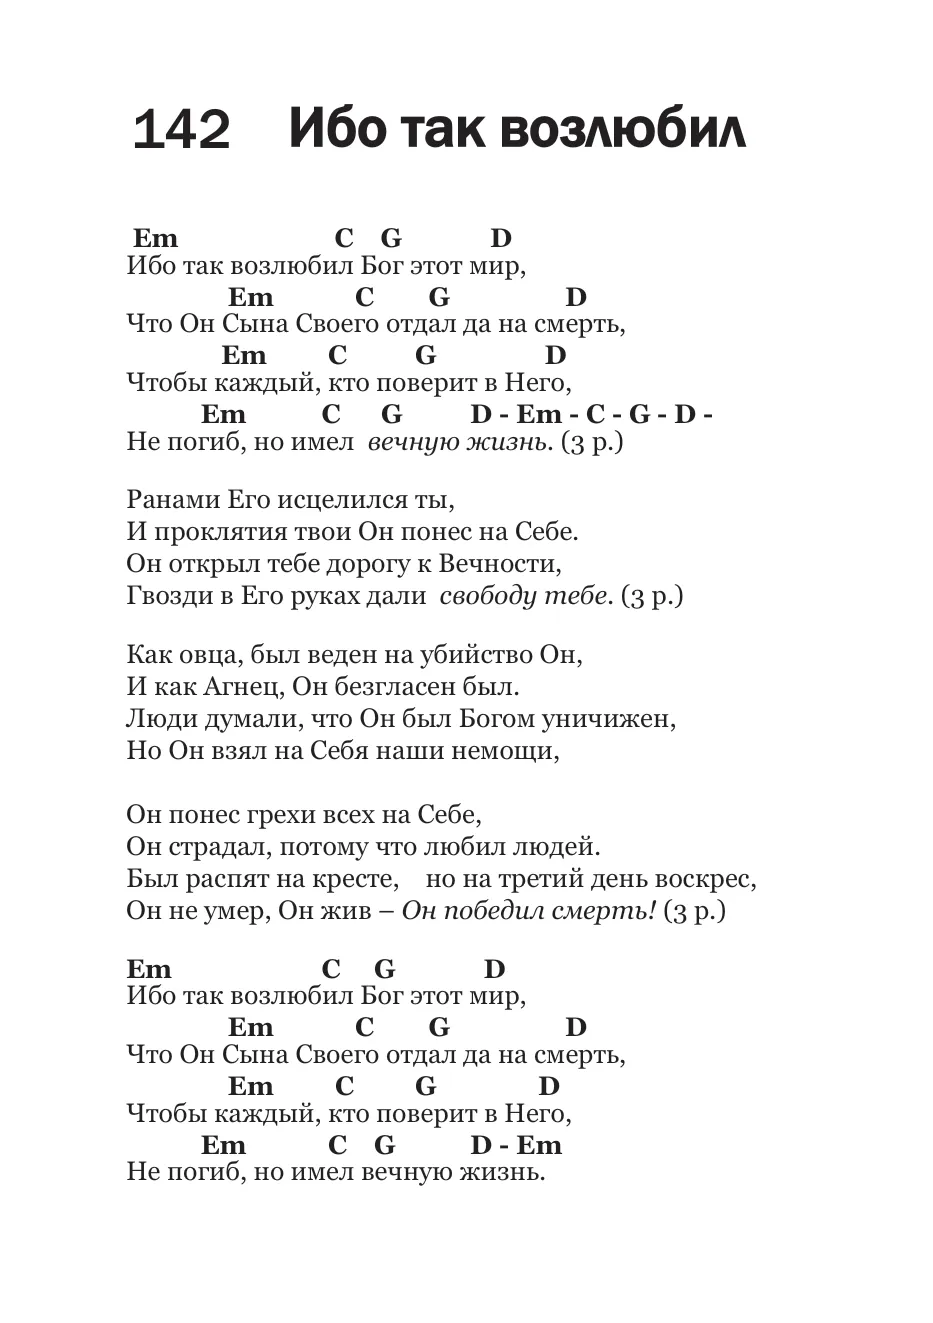 142 Ибо так возлюбил
Em C G D
Ибо так возлюбил Бог этот мир,
Em C G D
Что Он Сына Своего отдал да на смерть,
Em C G D
Чтобы каждый, кто поверит в Него,
Em C G D - Em - C - G - D -
Не погиб, но имел вечную жизнь. (3 р.)
Ранами Его исцелился ты,
И проклятия твои Он понес на Себе.
Он открыл тебе дорогу к Вечности,
Гвозди в Его руках дали свободу тебе. (3 р.)
Как овца, был веден на убийство Он,
И как Агнец, Он безгласен был.
Люди думали, что Он был Богом уничижен,
Но Он взял на Себя наши немощи,
Он понес грехи всех на Себе,
Он страдал, потому что любил людей.
Был распят на кресте, но на третий день воскрес,
Он не умер, Он жив – Он победил смерть! (3 р.)
Em C G D
Ибо так возлюбил Бог этот мир,
Em C G D
Что Он Сына Своего отдал да на смерть,
Em C G D
Чтобы каждый, кто поверит в Него,
Em C G D - Em
Не погиб, но имел вечную жизнь.